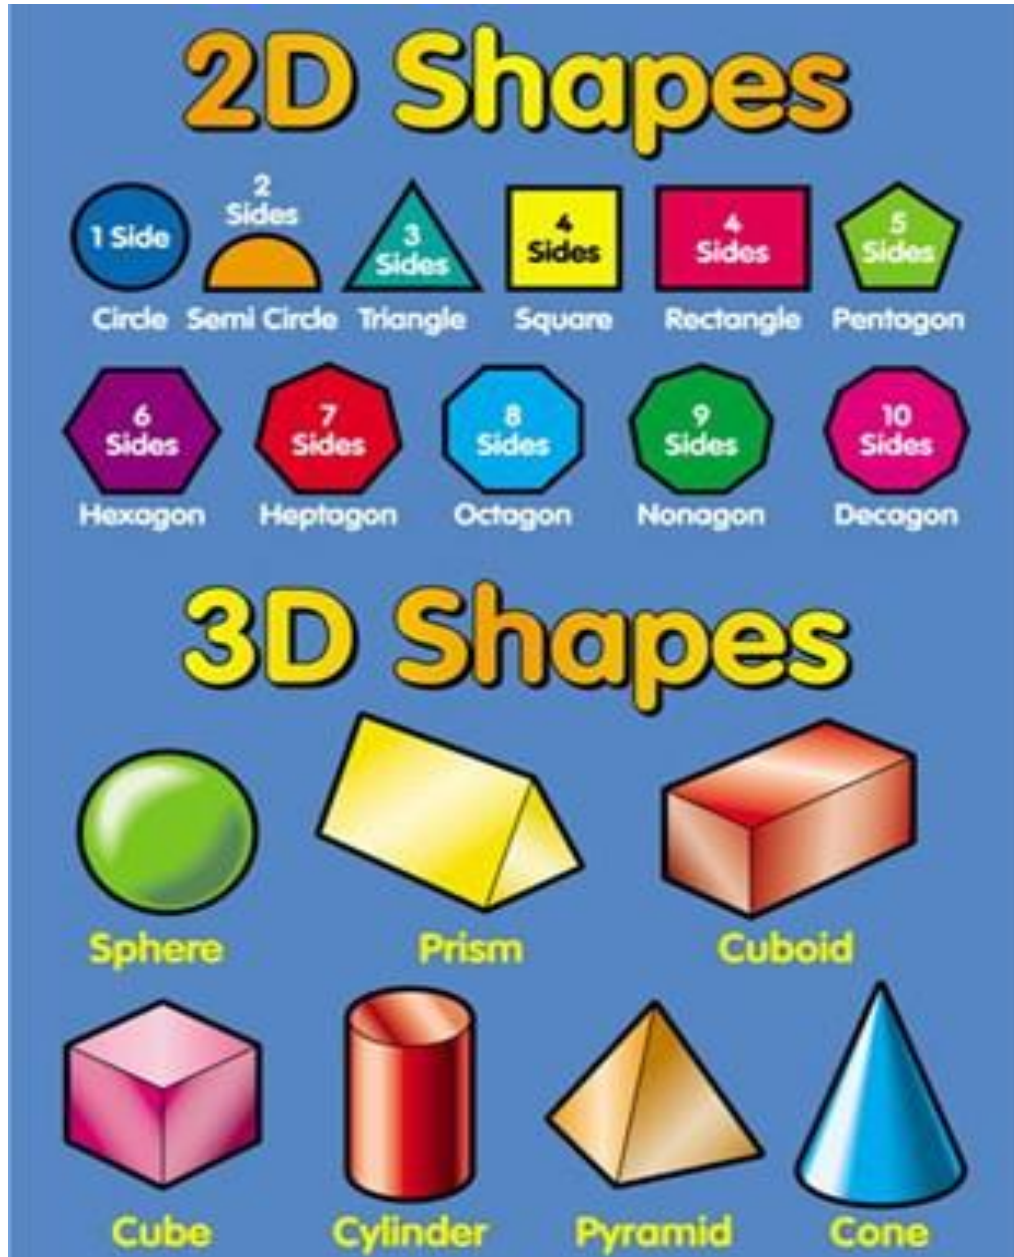 2D Shapes
1 Side
2
Sides
3
Sides
4
Sides
4
Sides
5
Sides
Circle Semi Circle Triangle Square Rectangle Pentagon
6
Sides
7
Sides
8
Sides
9
Sides
10
Sides
Hexagon Heptagon Octagon Nonagon Decagon
3D Shapes
Sphere Prism Cuboid
Cube Cylinder Pyramid Cone